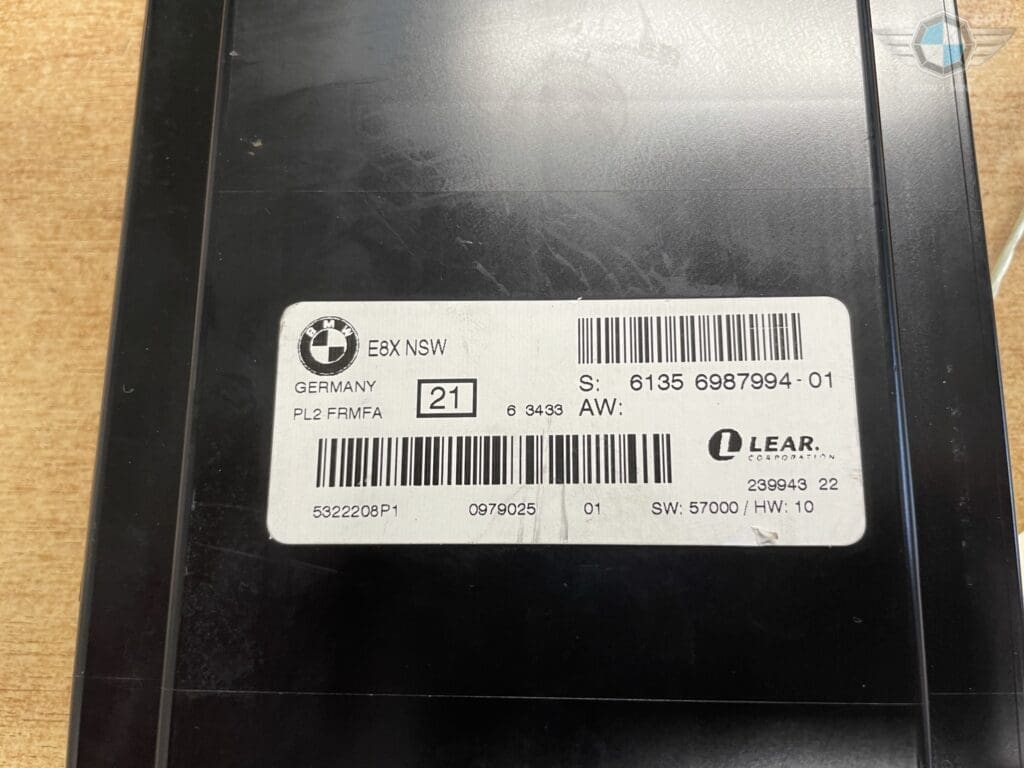 BMW
E8X NSW
GERMANY
PL2 FRMFA
21
6 3433
S: 6135 6987994-01
AW:
LEAR.
CORPORATION
239943 22
5322208P1 0979025 01 SW: 57000 / HW: 10